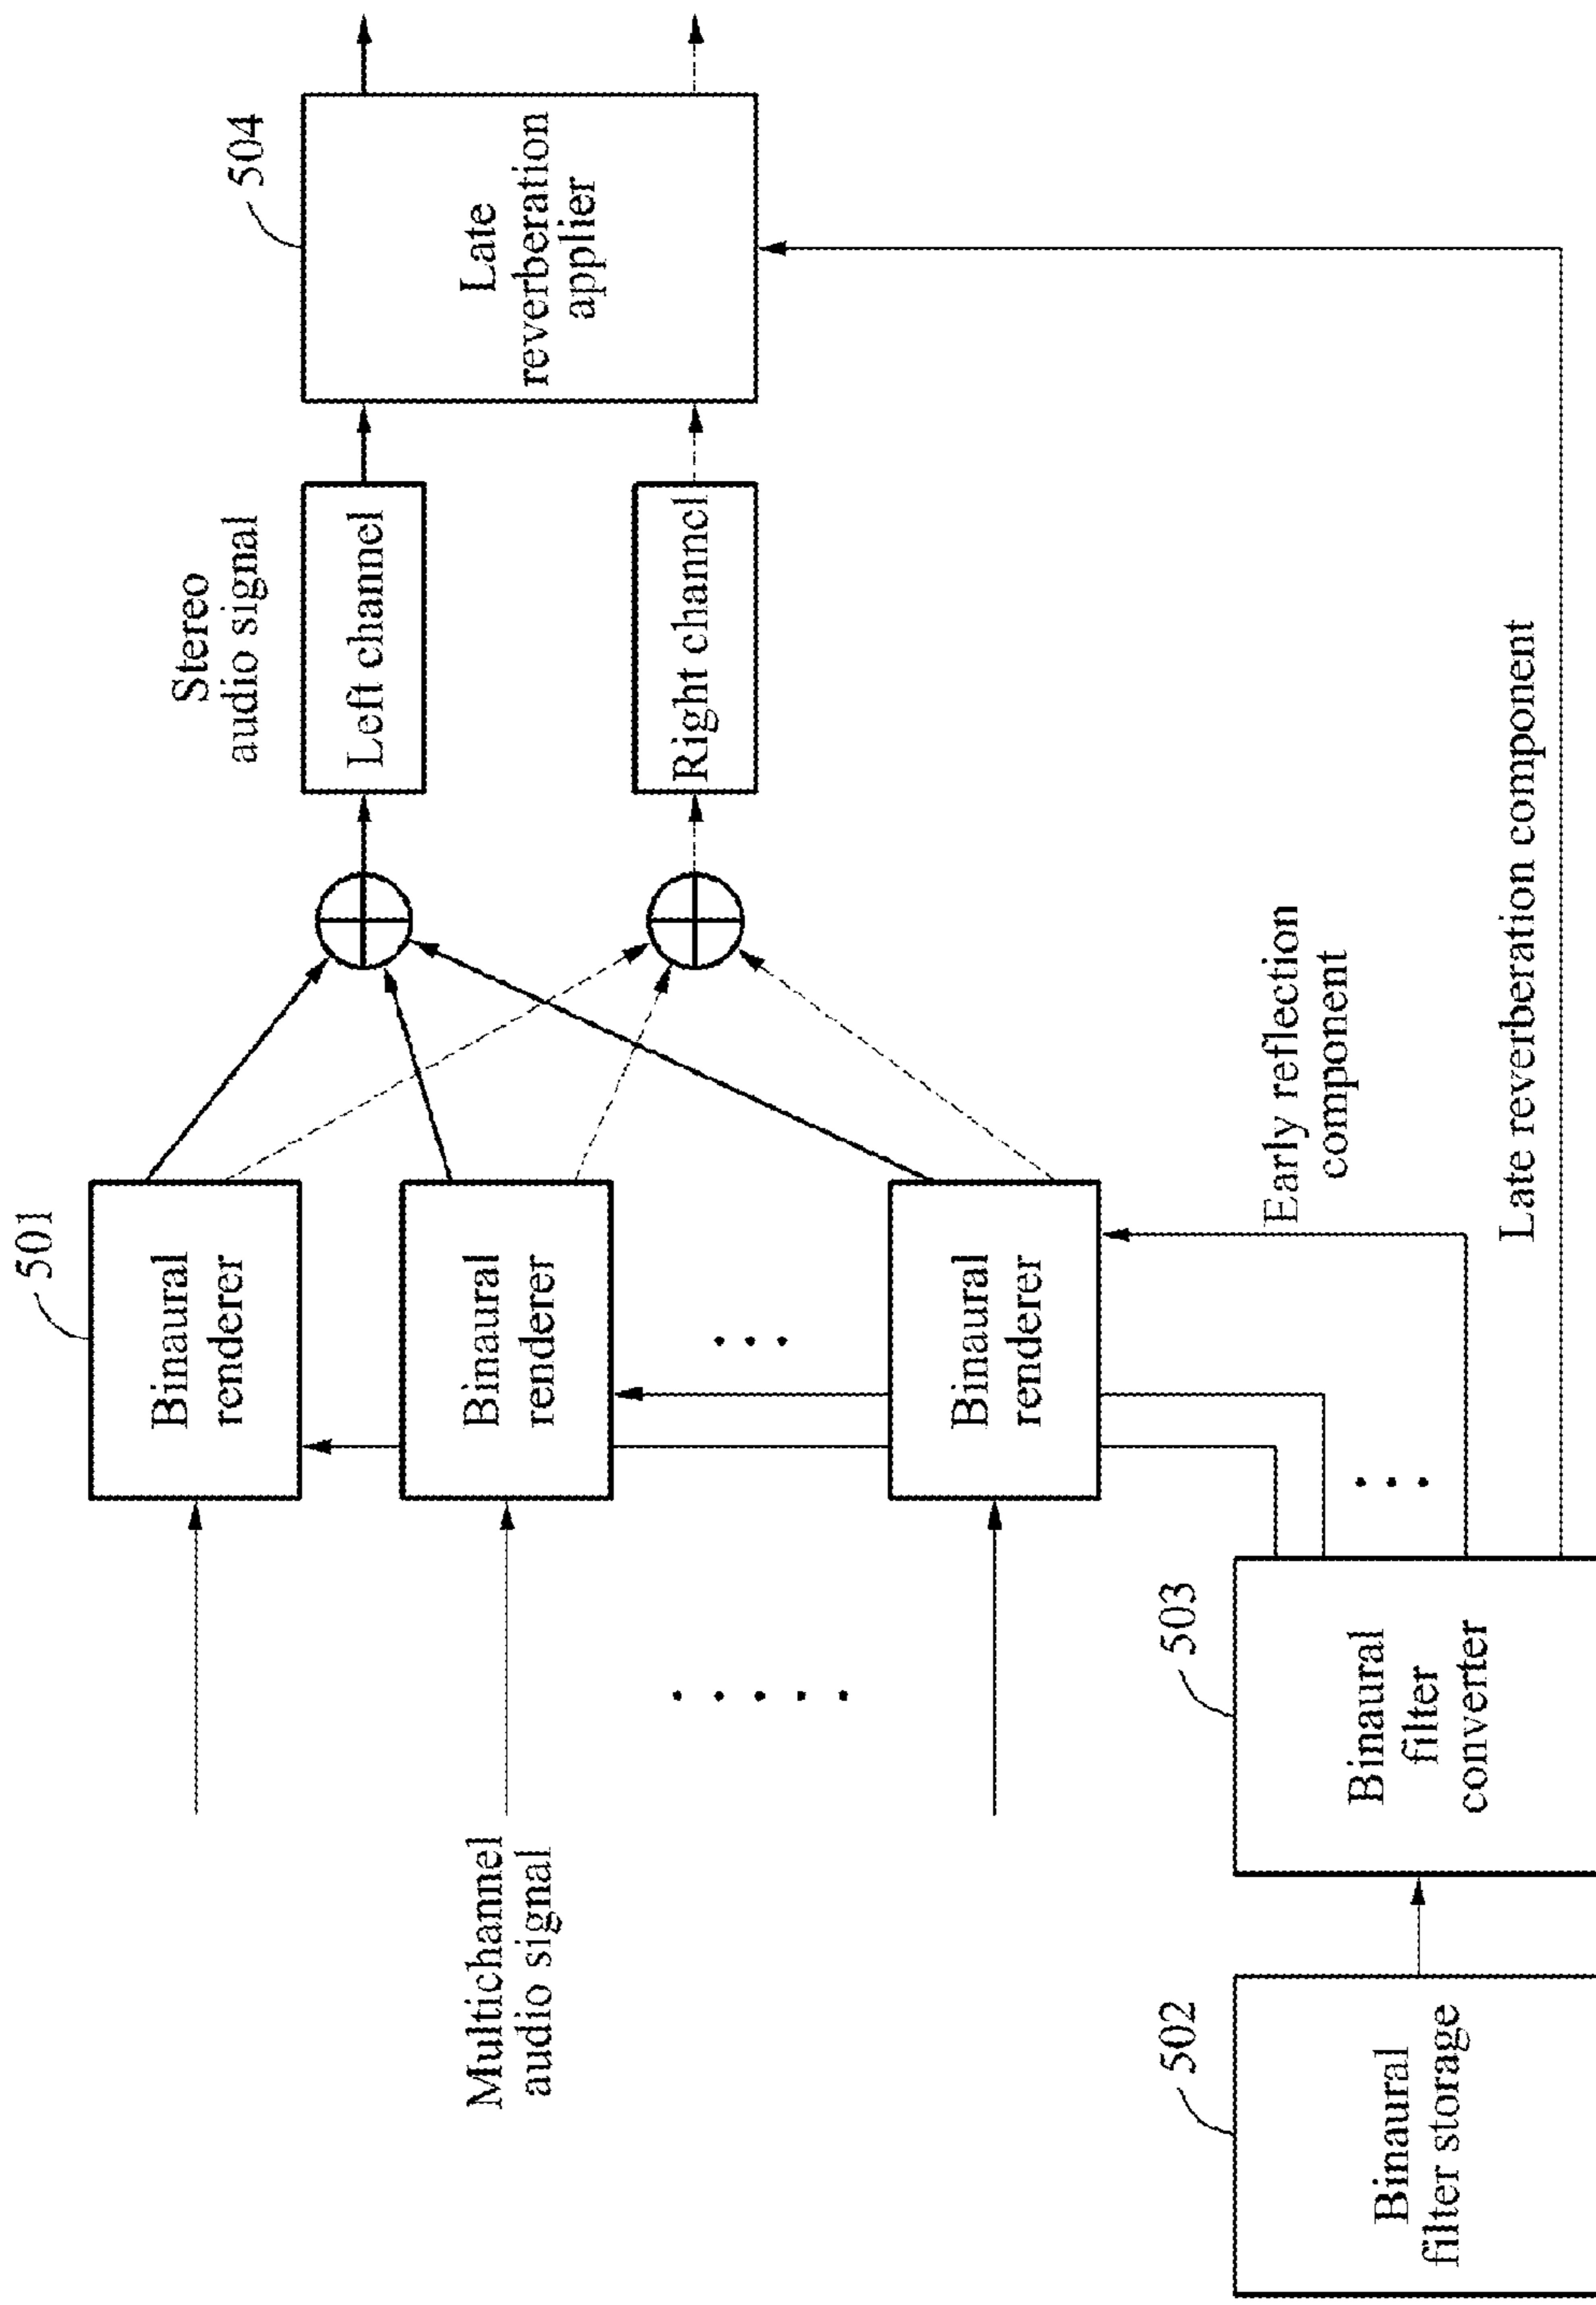 501
Binaural
renderer
Binaural
renderer
Binaural
renderer
Multichannel
audio signal
Stereo
audio signal
Left channel
Right channel
504
Late
reverberation
applier
Early reflection
component
Late reverberation component
502
Binaural
filter storage
503
Binaural
filter
converter